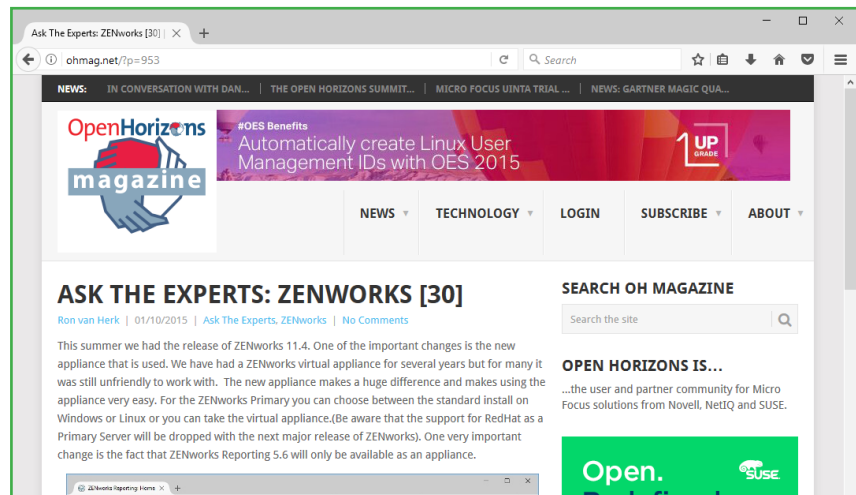 Ask The Experts: ZENworks [30] |
ohmag.net/?p=953
Search
NEWS: IN CONVERSATION WITH DAN... | THE OPEN HORIZONS SUMMIT... | MICRO FOCUS UINTA TRIAL ... | NEWS: GARTNER MAGIC QUA...
OpenHorizons
magazine
#OES Benefits
Automatically create Linux User
Management IDs with OES 2015
1 UP
GRADE
NEWS TECHNOLOGY LOGIN SUBSCRIBE ABOUT
ASK THE EXPERTS: ZENWORKS [30]
Ron van Herk | 01/10/2015 | Ask The Experts, ZENworks | No Comments
This summer we had the release of ZENworks 11.4. One of the important changes is the new
appliance that is used. We have had a ZENworks virtual appliance for several years but for many it
was still unfriendly to work with. The new appliance makes a huge difference and makes using the
appliance very easy. For the ZENworks Primary you can choose between the standard install on
Windows or Linux or you can take the virtual appliance.(Be aware that the support for RedHat as a
Primary Server will be dropped with the next major release of ZENworks). One very important
change is the fact that ZENworks Reporting 5.6 will only be available as an appliance.
ZENworks Reporting Home
SEARCH OH MAGAZINE
Search the site
OPEN HORIZONS IS...
...the user and partner community for Micro
Focus solutions from Novell, NetIQ and SUSE.
Open.
SUSE